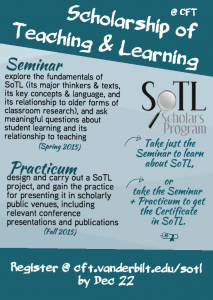 Scholarship of
@ CFT
Teaching & Learning
Seminar
explore the fundamentals of
SoTL (its major thinkers & texts,
its key concepts & language, and
its relationship to older forms of
classroom research), and ask
meaningful questions about
student learning and its
relationship to teaching
(Spring 2015)
SoTL
Scholars
Program
Take just the
Seminar to learn
about SoTL,
or
take the Seminar
+ Practicum to get
the Certificate
in SoTL.
Practicum
design and carry out a SoTL
project, and gain the practice
for presenting it in scholarly
public venues, including
relevant conference
presentations and publications
(Fall 2015)
Register @ cft.vanderbilt.edu/sotl
by Dec 22